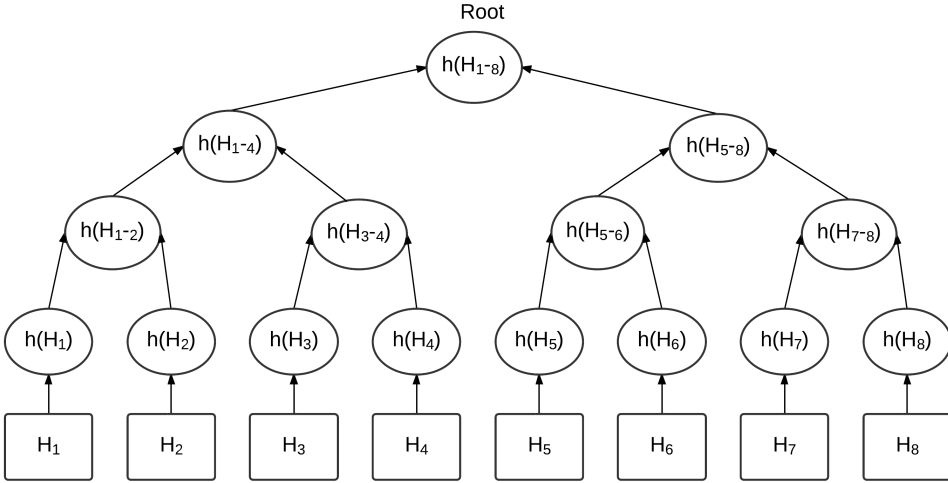 Root
h(H₁-₈)
h(H₁-₄) h(H₅-₈)
h(H₁-₂) h(H₃-₄) h(H₅-₆) h(H₇-₈)
h(H₁) h(H₂) h(H₃) h(H₄) h(H₅) h(H₆) h(H₇) h(H₈)
H₁ H₂ H₃ H₄ H₅ H₆ H₇ H₈